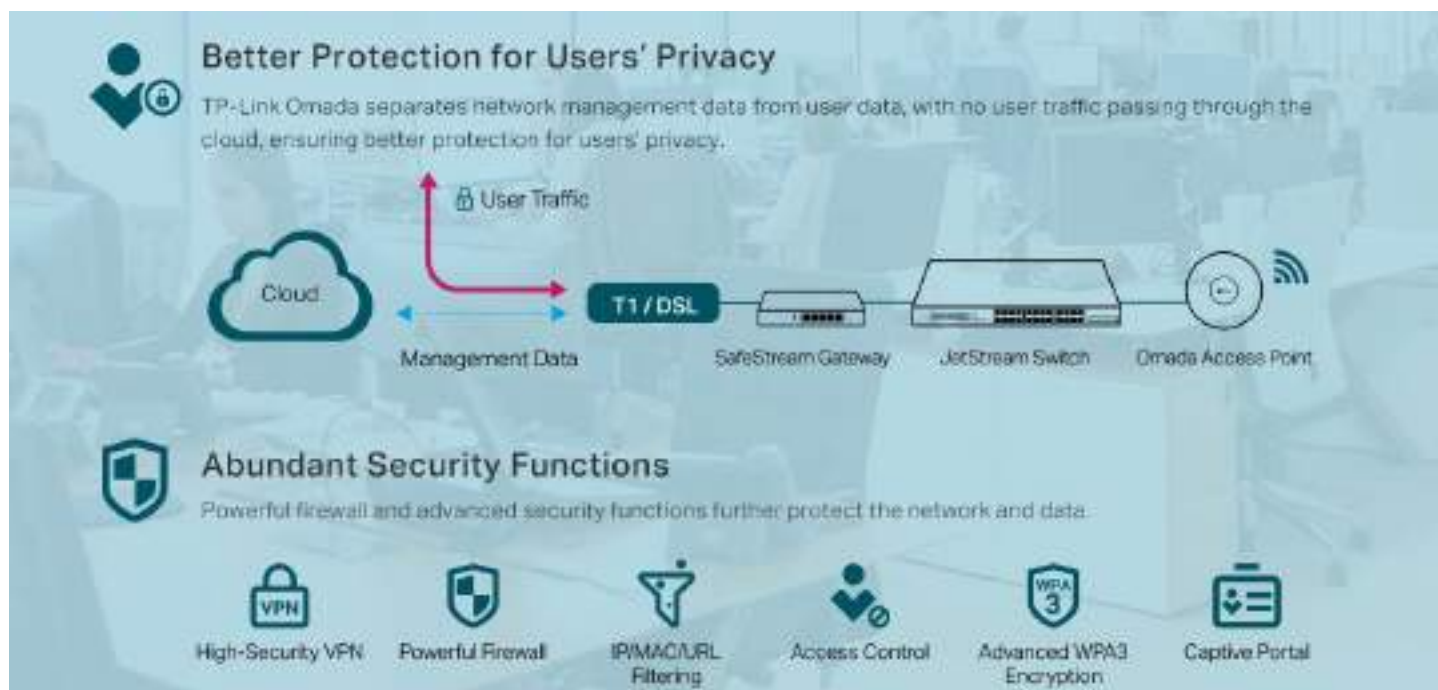 Better Protection for Users' Privacy
TP-Link Omada separates network management data from user data, with no user traffic passing through the
cloud, ensuring better protection for users' privacy.
User Traffic
Cloud
T1 / DSL
Management Data
SafeStream Gateway
JetStream Switch
Omada Access Point
Abundant Security Functions
Powerful firewall and advanced security functions further protect the network and data.
VPN
WPA
3
High-Security VPN
Powerful Firewall
IP/MAC/URL
Filtering
Access Control
Advanced WPA3
Encryption
Captive Portal